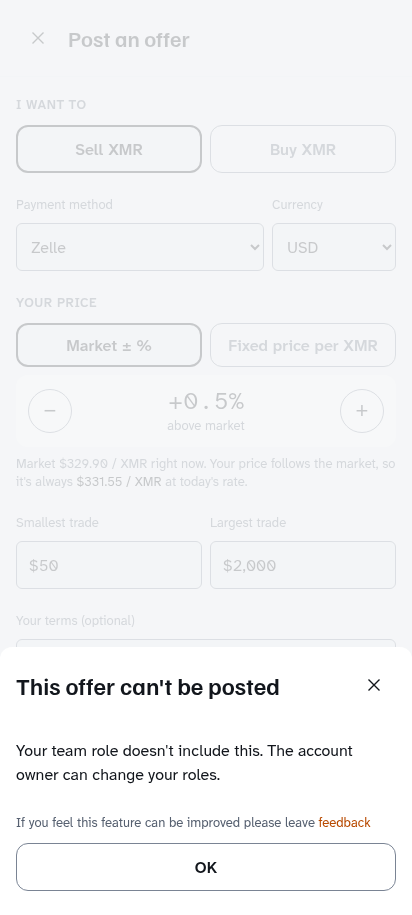 Post an offer
I WANT TO
Sell XMR
Buy XMR
Payment method
Currency
Zelle
USD
YOUR PRICE
Market ± %
Fixed price per XMR
−
+0.5%
above market
+
Market $329.90 / XMR right now. Your price follows the market, so
it's always $331.55 / XMR at today's rate.
Smallest trade
Largest trade
$50
$2,000
Your terms (optional)
This offer can't be posted
Your team role doesn't include this. The account
owner can change your roles.
If you feel this feature can be improved please leave feedback
OK